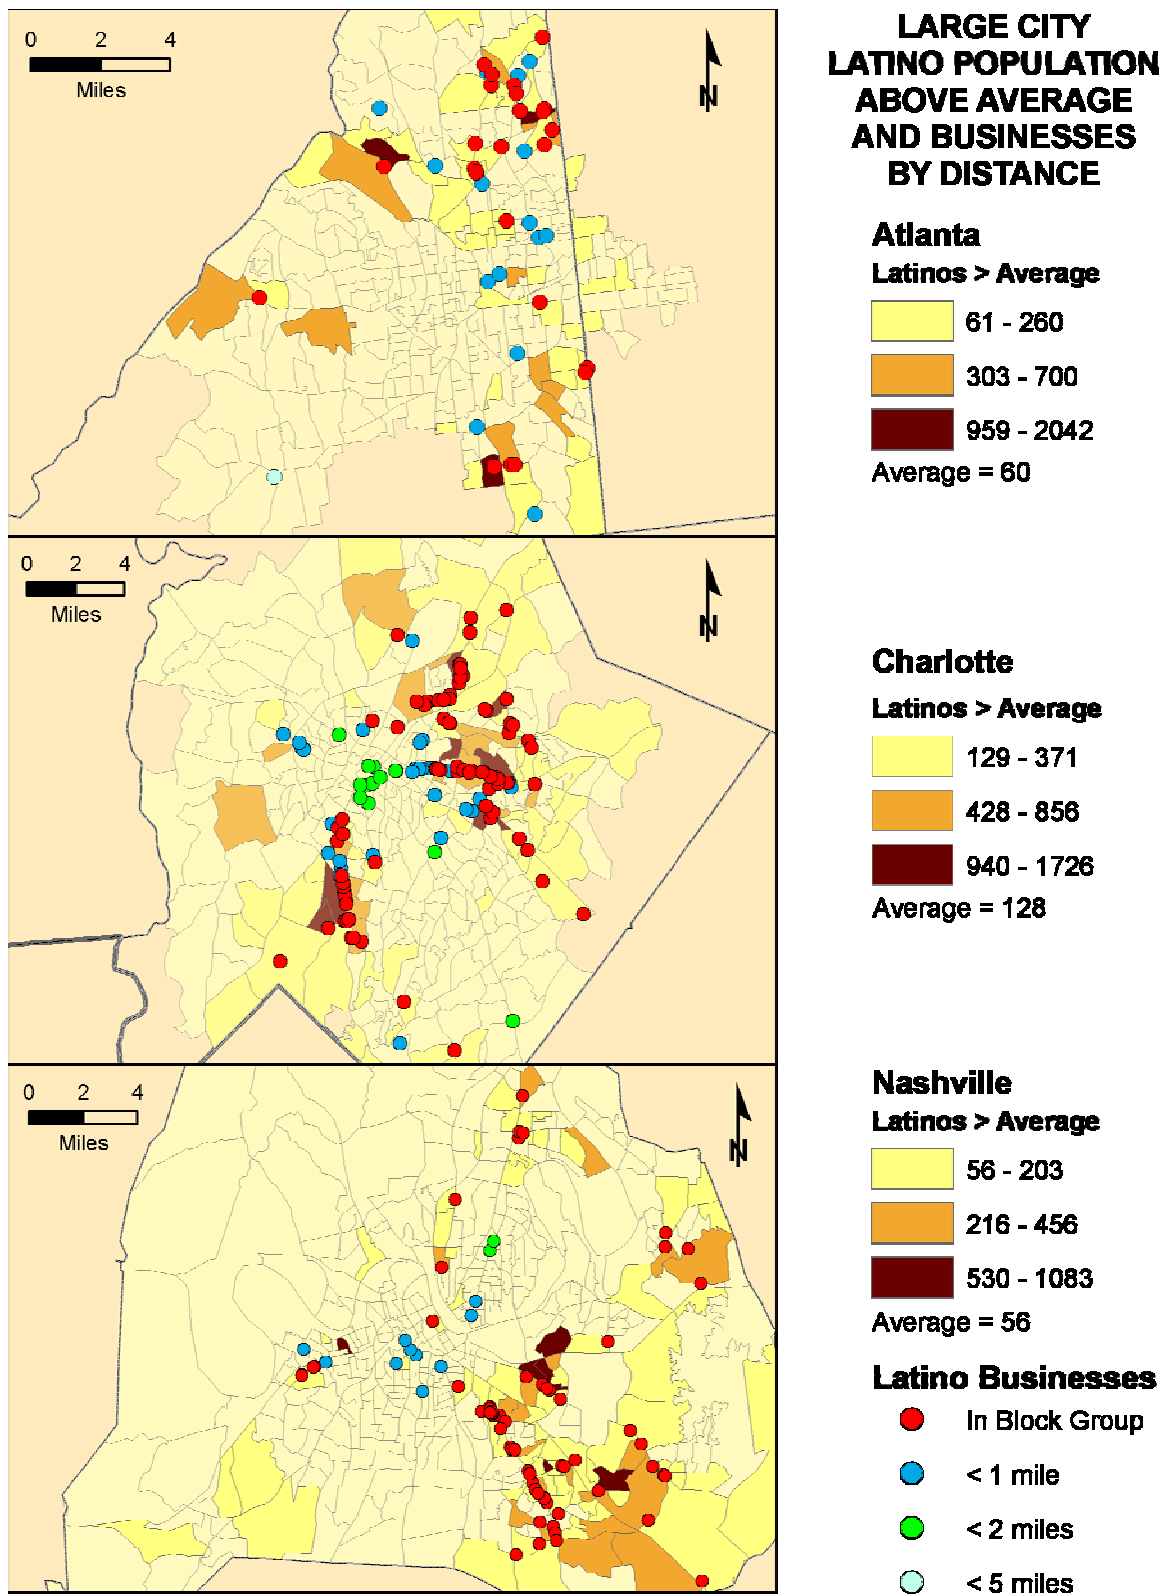 0 2 4
Miles
N
0 2 4
Miles
N
0 2 4
Miles
N
LARGE CITY
LATINO POPULATION
ABOVE AVERAGE
AND BUSINESSES
BY DISTANCE
Atlanta
Latinos > Average
61 - 260
303 - 700
959 - 2042
Average = 60
Charlotte
Latinos > Average
129 - 371
428 - 856
940 - 1726
Average = 128
Nashville
Latinos > Average
56 - 203
216 - 456
530 - 1083
Average = 56
Latino Businesses
In Block Group
< 1 mile
< 2 miles
< 5 miles